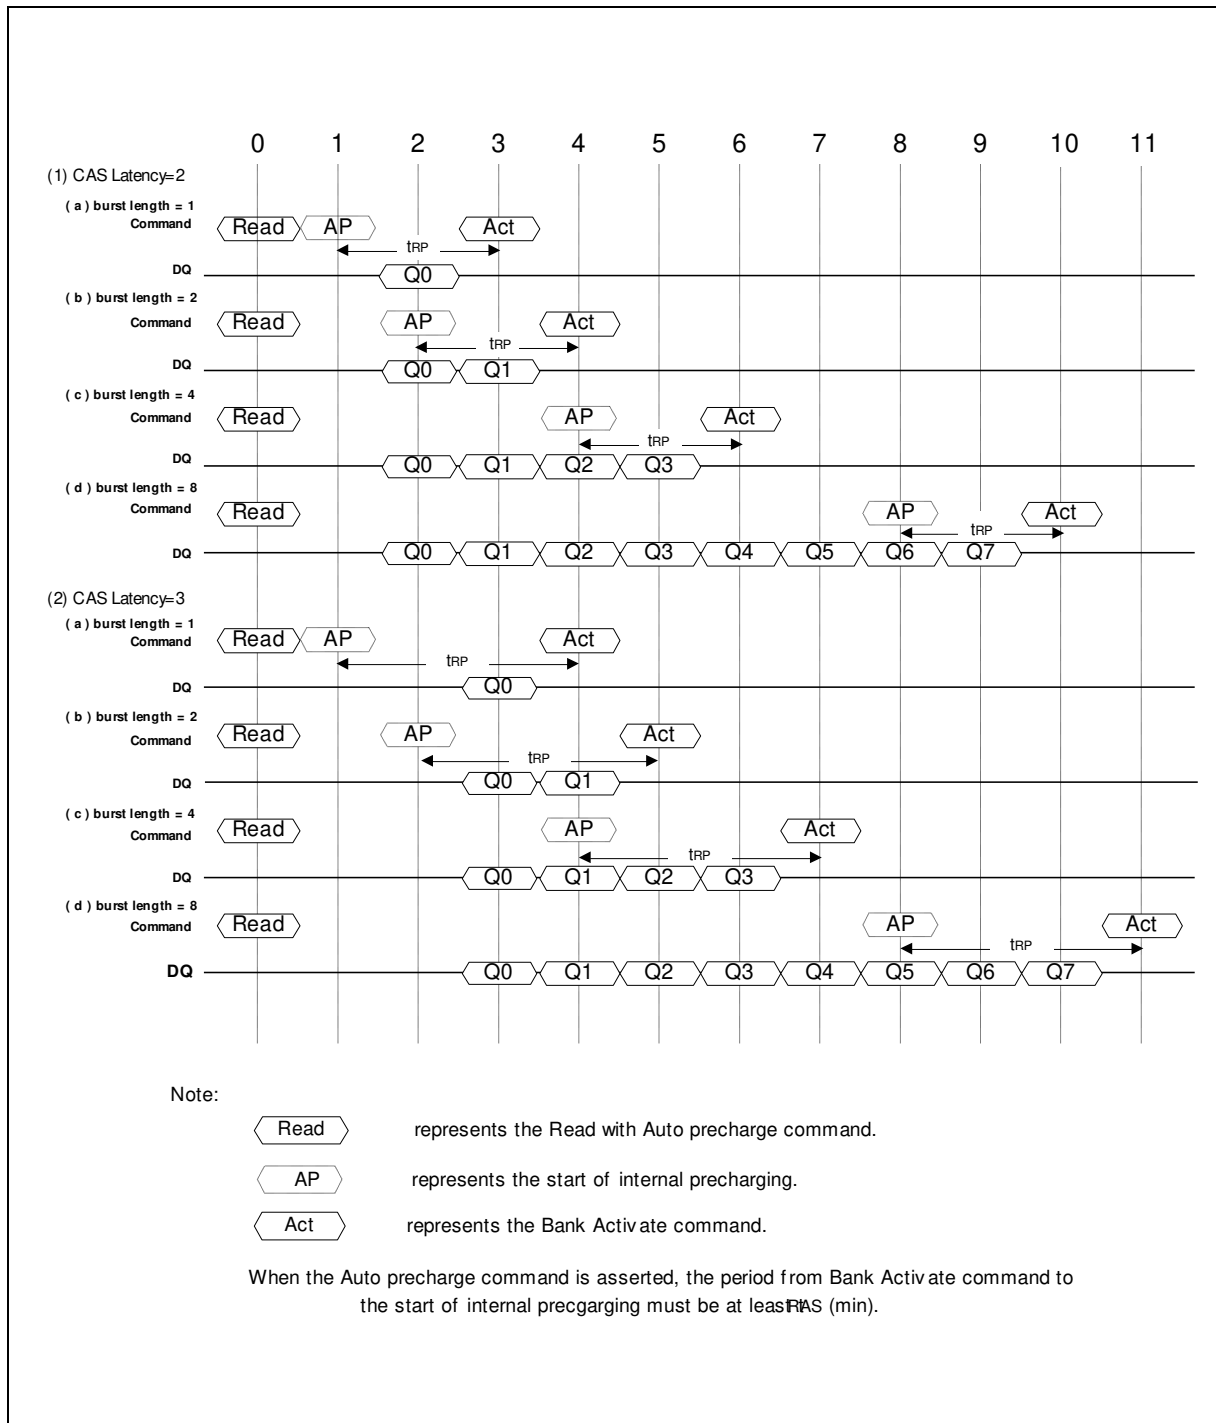 0 1 2 3 4 5 6 7 8 9 10 11
(1) CAS Latency=2
( a ) burst length = 1
Command Read AP Act
tRP
DQ Q0
( b ) burst length = 2
Command Read AP Act
tRP
DQ Q0 Q1
( c ) burst length = 4
Command Read AP Act
tRP
DQ Q0 Q1 Q2 Q3
( d ) burst length = 8
Command Read AP Act
tRP
DQ Q0 Q1 Q2 Q3 Q4 Q5 Q6 Q7
(2) CAS Latency=3
( a ) burst length = 1
Command Read AP Act
tRP
DQ Q0
( b ) burst length = 2
Command Read AP Act
tRP
DQ Q0 Q1
( c ) burst length = 4
Command Read AP Act
tRP
DQ Q0 Q1 Q2 Q3
( d ) burst length = 8
Command Read AP Act
tRP
DQ Q0 Q1 Q2 Q3 Q4 Q5 Q6 Q7
Note:
Read represents the Read with Auto precharge command.
AP represents the start of internal precharging.
Act represents the Bank Activate command.
When the Auto precharge command is asserted, the period from Bank Activate command to
the start of internal precgarging must be at least tRAS (min).